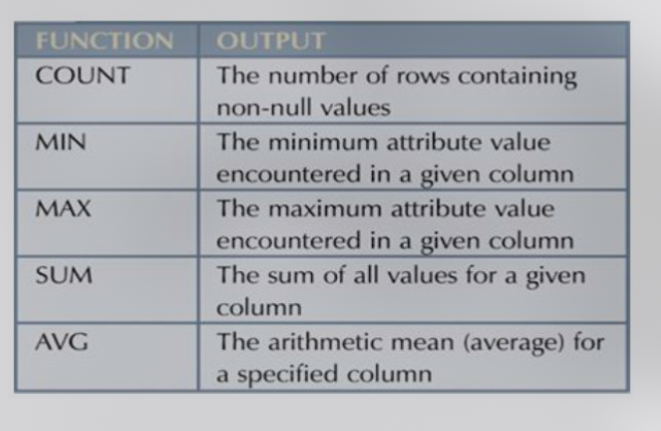 FUNCTION OUTPUT
COUNT The number of rows containing
non-null values
MIN The minimum attribute value
encountered in a given column
MAX The maximum attribute value
encountered in a given column
SUM The sum of all values for a given
column
AVG The arithmetic mean (average) for
a specified column